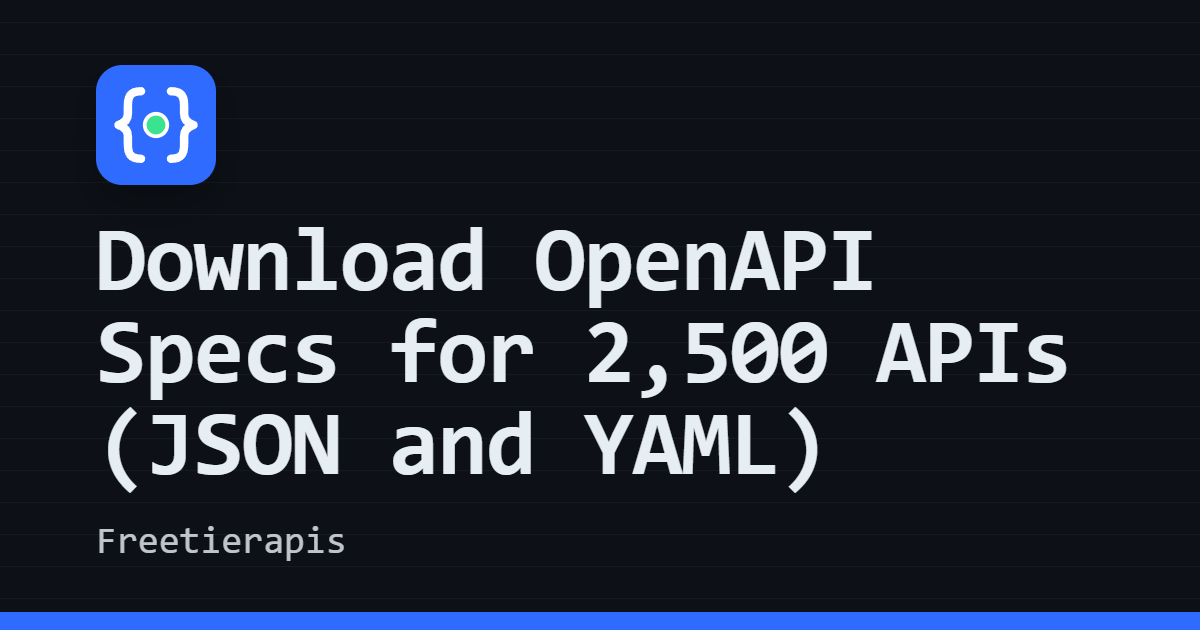 Download OpenAPI
Specs for 2,500 APIs
(JSON and YAML)
Freetierapis